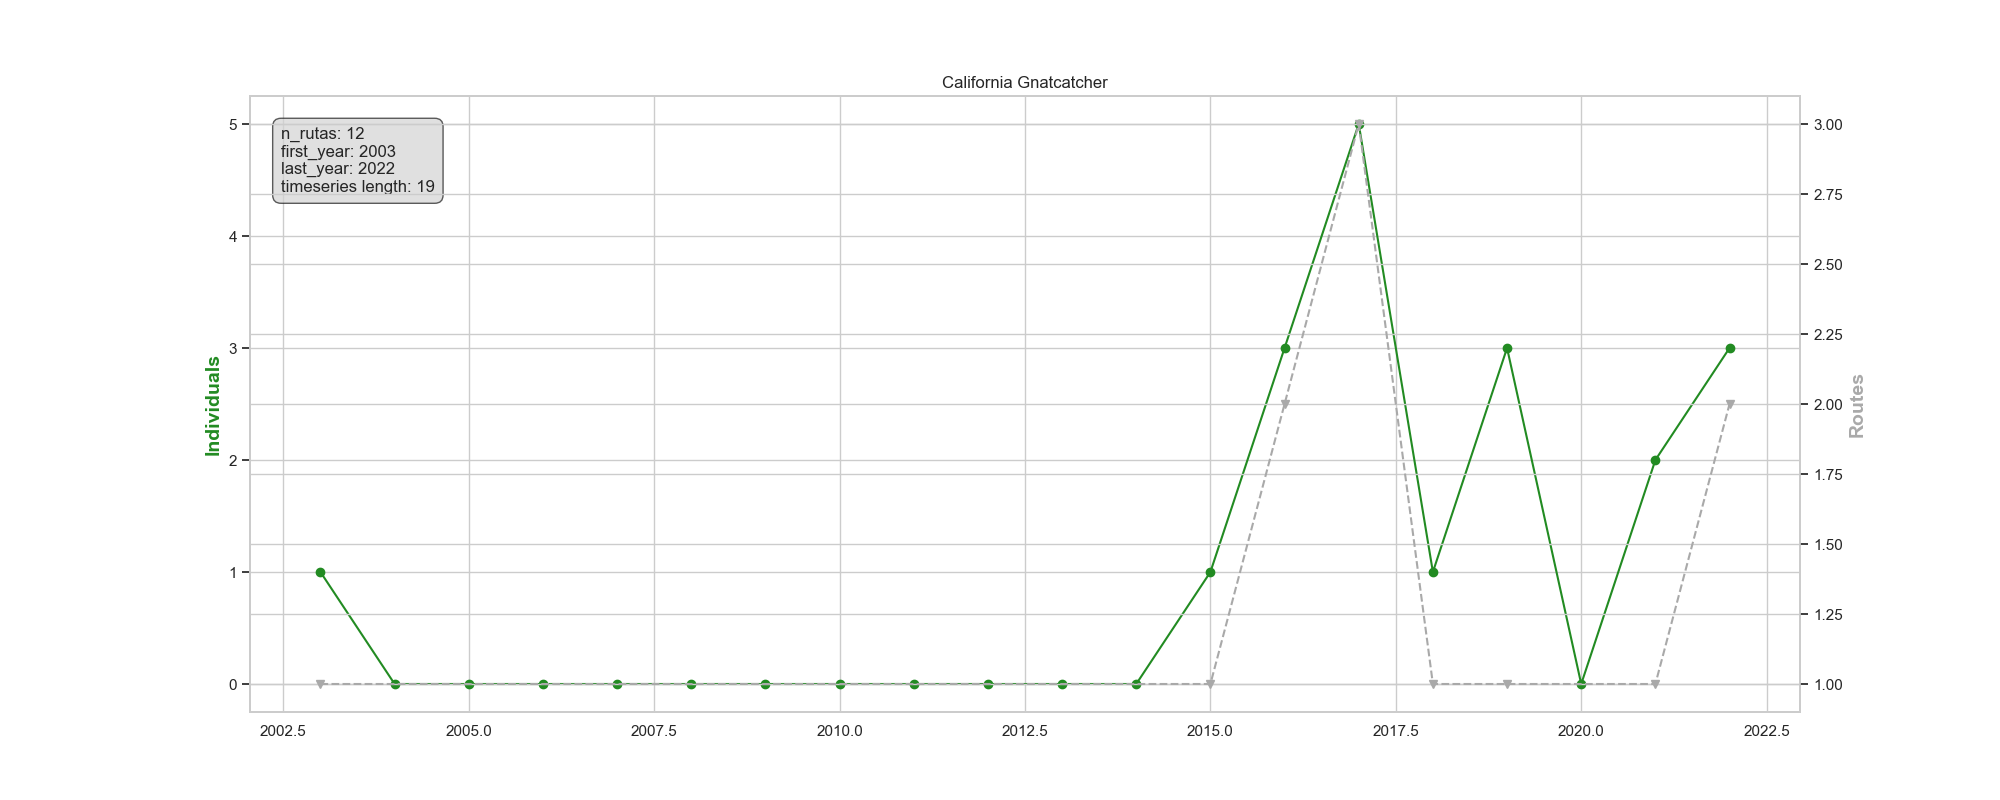 California Gnatcatcher
n_rutas: 12
first_year: 2003
last_year: 2022
timeseries length: 19
5
4
3
2
1
0
Individuals
3.00
2.75
2.50
2.25
2.00
1.75
1.50
1.25
1.00
Routes
2002.5 2005.0 2007.5 2010.0 2012.5 2015.0 2017.5 2020.0 2022.5